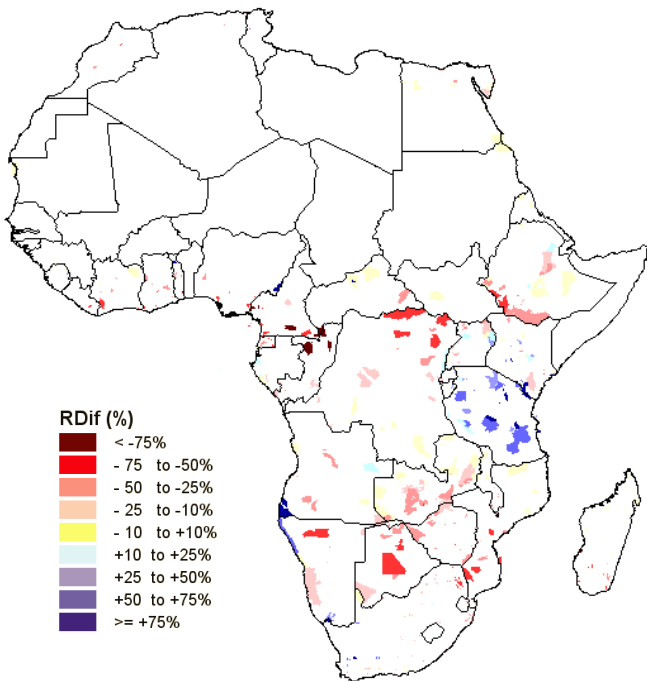 RDif (%)
< -75%
- 75 to -50%
- 50 to -25%
- 25 to -10%
- 10 to +10%
+10 to +25%
+25 to +50%
+50 to +75%
>= +75%